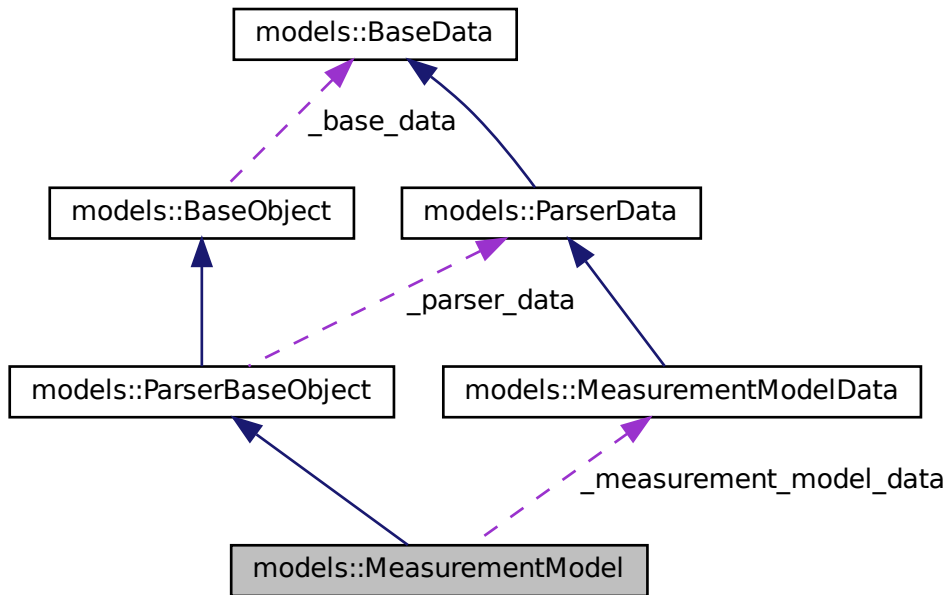 models::BaseData
_base_data
models::BaseObject
models::ParserData
_parser_data
models::ParserBaseObject
models::MeasurementModelData
_measurement_model_data
models::MeasurementModel